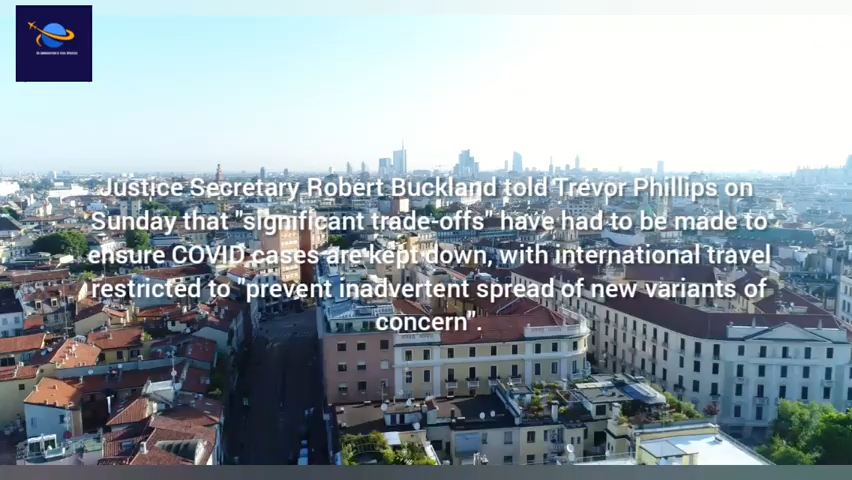 Justice Secretary Robert Buckland told Trevor Phillips on
Sunday that "significant trade-offs" have had to be made to
ensure COVID cases are kept down, with international travel
restricted to "prevent inadvertent spread of new variants of
concern".